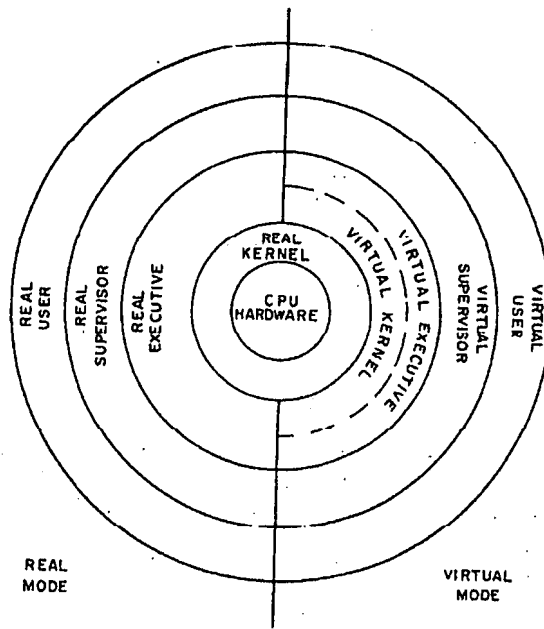 REAL
USER
REAL
SUPERVISOR
REAL
EXECUTIVE
REAL
KERNEL
CPU
HARDWARE
VIRTUAL KERNEL
VIRTUAL EXECUTIVE
VIRTUAL
SUPERVISOR
VIRTUAL
USER
REAL
MODE
VIRTUAL
MODE